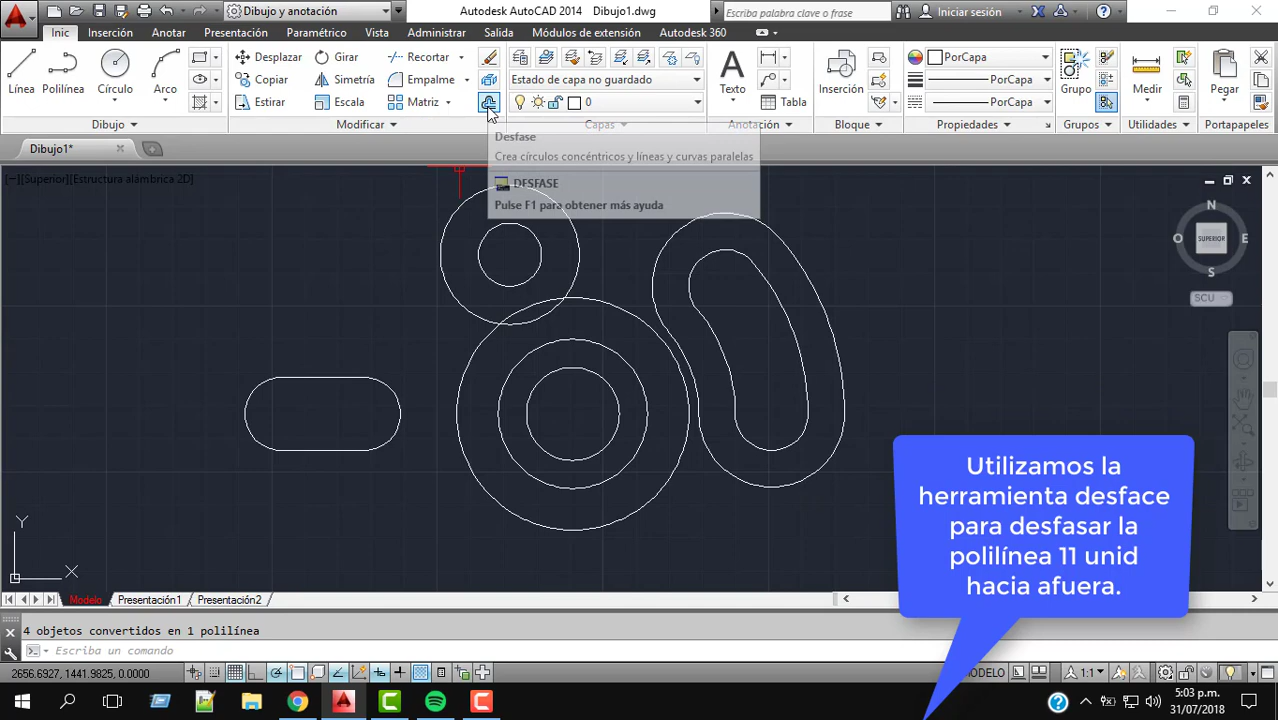 Dibujo y anotación
Autodesk AutoCAD 2014 Dibujo1.dwg
Escriba palabra clave o frase
Iniciar sesión
Inic Inserción Anotar Presentación Paramétrico Vista Administrar Salida Módulos de extensión Autodesk 360
Línea Polilínea Círculo Arco
Dibujo
Desplazar Girar Recortar
Copiar Simetría Empalme
Estirar Escala Matriz
Modificar
Estado de capa no guardado
0
Capas
Texto
Tabla
Anotación
Inserción
Bloque
PorCapa
PorCapa
PorCapa
Propiedades
Grupo
Grupos
Medir
Utilidades
Pegar
Portapapeles
Dibujo1*
Desfase
Crea círculos concéntricos y líneas y curvas paralelas
DESFASE
Pulse F1 para obtener más ayuda
[−][Superior][Estructura alambrica 2D]
N
O SUPERIOR E
S
SCU
Utilizamos la
herramienta desface
para desfasar la
polilínea 11 unid
hacia afuera.
Y
X
Modelo Presentación1 Presentación2
4 objetos convertidos en 1 polilínea
Escriba un comando
2656.6927, 1441.9825, 0.0000
MODELO
1:1
5:03 p.m.
31/07/2018